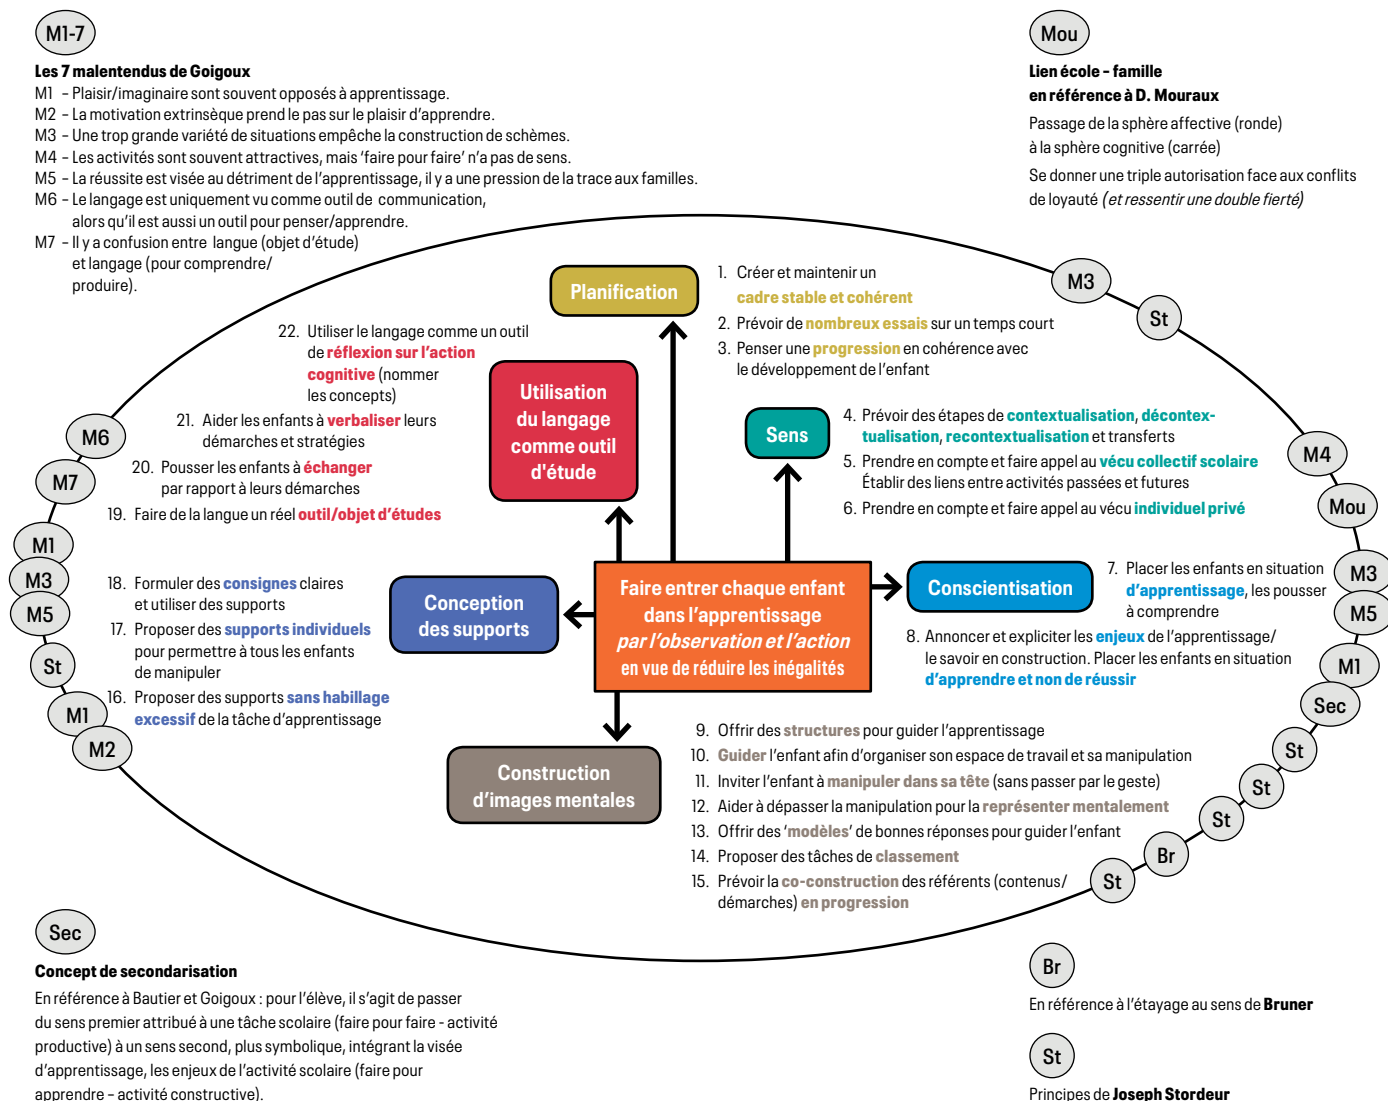 M1-7
Les 7 malentendus de Goigoux
M1 – Plaisir/imaginaire sont souvent opposés à apprentissage.
M2 – La motivation extrinsèque prend le pas sur le plaisir d'apprendre.
M3 – Une trop grande variété de situations empêche la construction de schèmes.
M4 – Les activités sont souvent attractives, mais 'faire pour faire' n'a pas de sens.
M5 – La réussite est visée au détriment de l'apprentissage, il y a une pression de la trace aux familles.
M6 – Le langage est uniquement vu comme outil de communication,
alors qu'il est aussi un outil pour penser/apprendre.
M7 – Il y a confusion entre langue (objet d'étude)
et langage (pour comprendre/
produire).
Mou
Lien école – famille
en référence à D. Mouraux
Passage de la sphère affective (ronde)
à la sphère cognitive (carrée)
Se donner une triple autorisation face aux conflits
de loyauté (et ressentir une double fierté)
Planification
1. Créer et maintenir un
cadre stable et cohérent
2. Prévoir de nombreux essais sur un temps court
3. Penser une progression en cohérence avec
le développement de l'enfant
M3
St
Sens
4. Prévoir des étapes de contextualisation, décontex-
tualisation, recontextualisation et transferts
5. Prendre en compte et faire appel au vécu collectif scolaire
Établir des liens entre activités passées et futures
6. Prendre en compte et faire appel au vécu individuel privé
M4
Mou
Conscientisation
7. Placer les enfants en situation
d'apprentissage, les pousser
à comprendre
8. Annoncer et expliciter les enjeux de l'apprentissage/
le savoir en construction. Placer les enfants en situation
d'apprendre et non de réussir
M3
M5
M1
Sec
St
St
St
Br
St
Faire entrer chaque enfant
dans l'apprentissage
par l'observation et l'action
en vue de réduire les inégalités
Construction
d'images mentales
9. Offrir des structures pour guider l'apprentissage
10. Guider l'enfant afin d'organiser son espace de travail et sa manipulation
11. Inviter l'enfant à manipuler dans sa tête (sans passer par le geste)
12. Aider à dépasser la manipulation pour la représenter mentalement
13. Offrir des 'modèles' de bonnes réponses pour guider l'enfant
14. Proposer des tâches de classement
15. Prévoir la co-construction des référents (contenus/
démarches) en progression
Utilisation
du langage
comme outil
d'étude
22. Utiliser le langage comme un outil
de réflexion sur l'action
cognitive (nommer
les concepts)
21. Aider les enfants à verbaliser leurs
démarches et stratégies
20. Pousser les enfants à échanger
par rapport à leurs démarches
19. Faire de la langue un réel outil/objet d'études
M6
M7
Conception
des supports
18. Formuler des consignes claires
et utiliser des supports
17. Proposer des supports individuels
pour permettre à tous les enfants
de manipuler
16. Proposer des supports sans habillage
excessif de la tâche d'apprentissage
M1
M3
M5
St
M1
M2
Sec
Concept de secondarisation
En référence à Bautier et Goigoux : pour l'élève, il s'agit de passer
du sens premier attribué à une tâche scolaire (faire pour faire - activité
productive) à un sens second, plus symbolique, intégrant la visée
d'apprentissage, les enjeux de l'activité scolaire (faire pour
apprendre – activité constructive).
Br
En référence à l'étayage au sens de Bruner
St
Principes de Joseph Stordeur